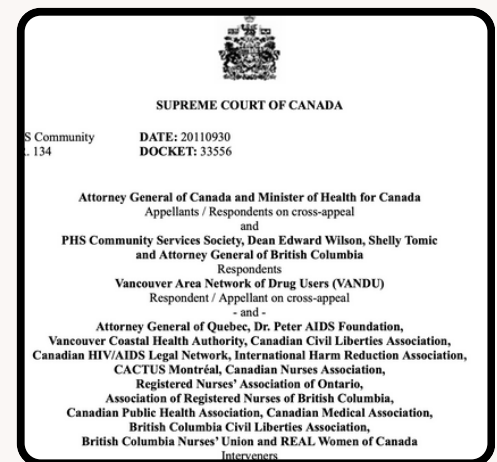 SUPREME COURT OF CANADA
S Community DATE: 20110930
. 134 DOCKET: 33556
Attorney General of Canada and Minister of Health for Canada
Appellants / Respondents on cross-appeal
and
PHS Community Services Society, Dean Edward Wilson, Shelly Tomic
and Attorney General of British Columbia
Respondents
Vancouver Area Network of Drug Users (VANDU)
Respondent / Appellant on cross-appeal
- and -
Attorney General of Quebec, Dr. Peter AIDS Foundation,
Vancouver Coastal Health Authority, Canadian Civil Liberties Association,
Canadian HIV/AIDS Legal Network, International Harm Reduction Association,
CACTUS Montréal, Canadian Nurses Association,
Registered Nurses' Association of Ontario,
Association of Registered Nurses of British Columbia,
Canadian Public Health Association, Canadian Medical Association,
British Columbia Civil Liberties Association,
British Columbia Nurses' Union and REAL Women of Canada
Interveners